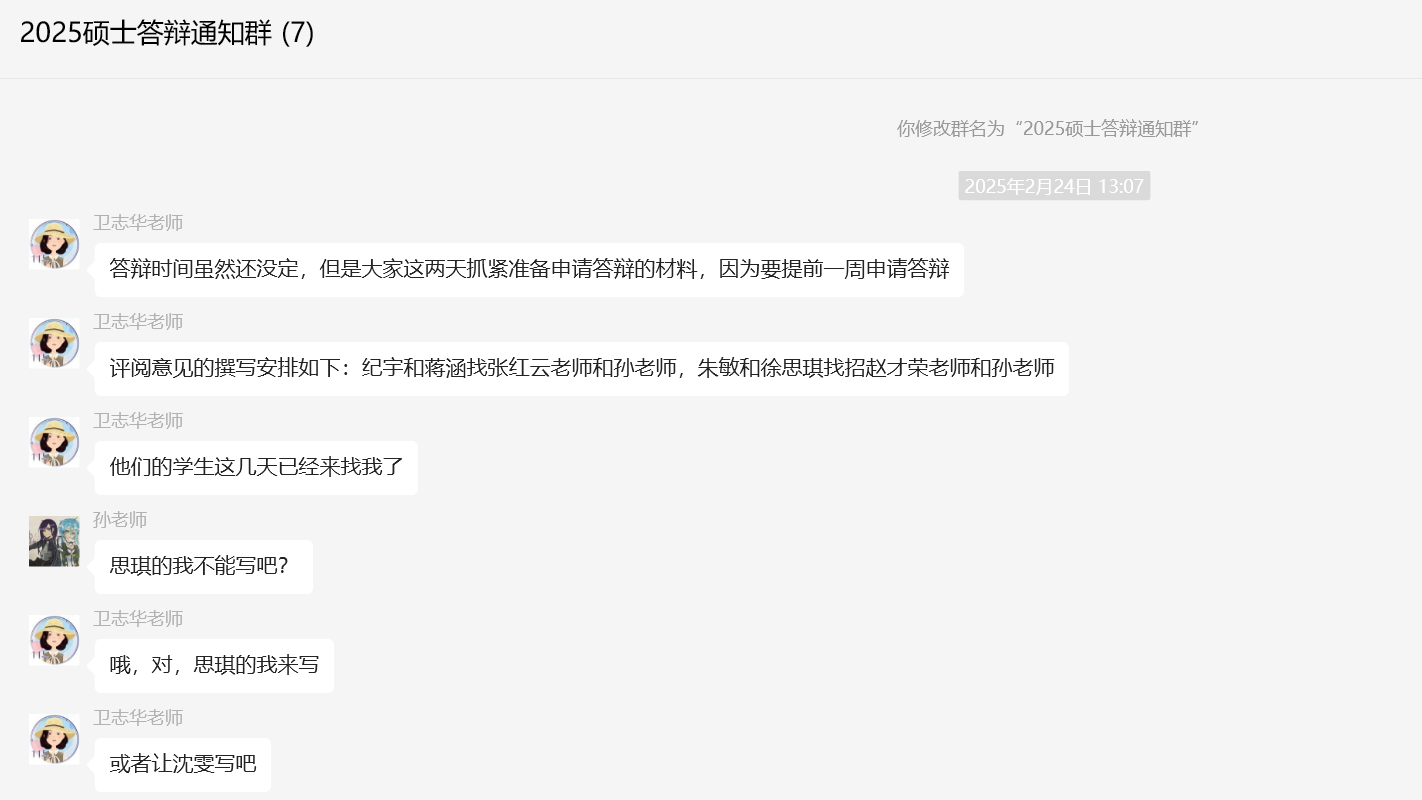 2025硕士答辩通知群 (7)
你修改群名为“2025硕士答辩通知群”
2025年2月24日 13:07
卫志华老师
答辩时间虽然还没定，但是大家这两天抓紧准备申请答辩的材料，因为要提前一周申请答辩
卫志华老师
评阅意见的撰写安排如下：纪宇和蒋涵找张红云老师和孙老师，朱敏和徐思琪找招赵才荣老师和孙老师
卫志华老师
他们的学生这几天已经来找我了
孙老师
思琪的我不能写吧？
卫志华老师
哦，对，思琪的我来写
卫志华老师
或者让沈雯写吧